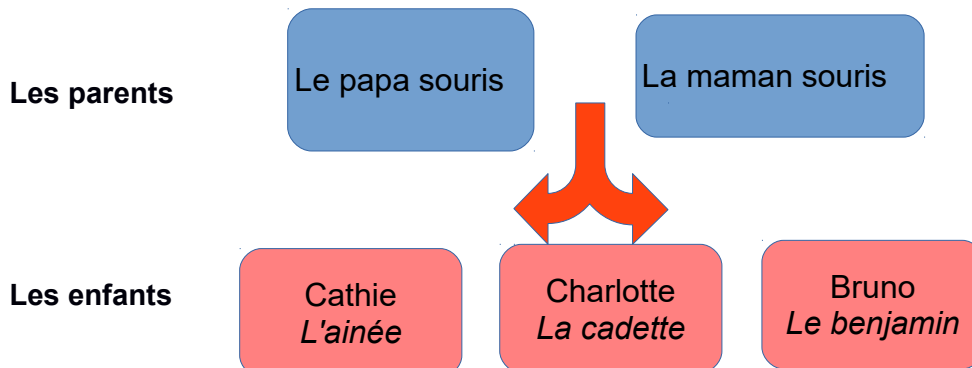 Les parents
Le papa souris
La maman souris
Les enfants
Cathie
L'ainée
Charlotte
La cadette
Bruno
Le benjamin